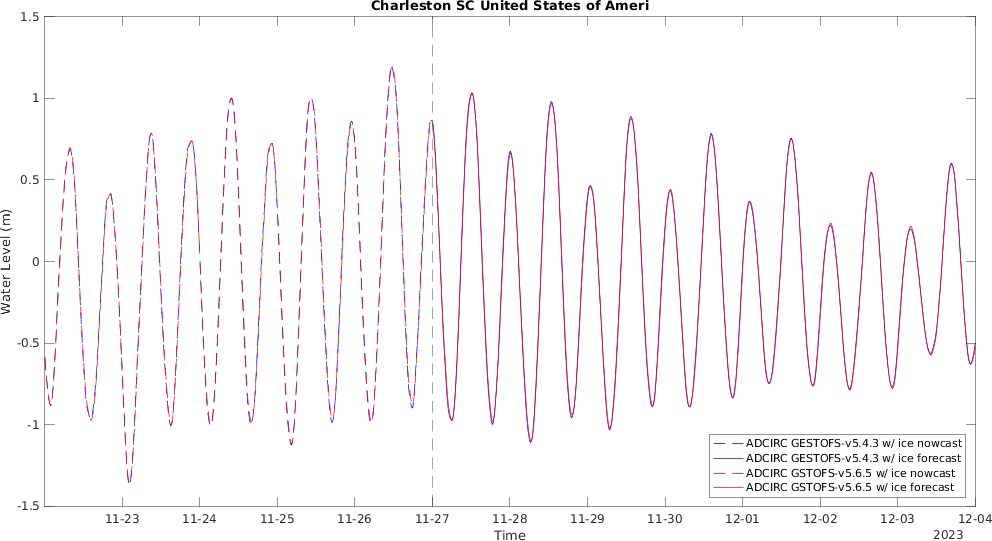 Charleston SC United States of Ameri
1.5
1
0.5
0
-0.5
-1
-1.5
Water Level (m)
ADCIRC GESTOFS-v5.4.3 w/ ice nowcast
ADCIRC GESTOFS-v5.4.3 w/ ice forecast
ADCIRC GSTOFS-v5.6.5 w/ ice nowcast
ADCIRC GSTOFS-v5.6.5 w/ ice forecast
11-23 11-24 11-25 11-26 11-27 11-28 11-29 11-30 12-01 12-02 12-03 12-04
Time
2023